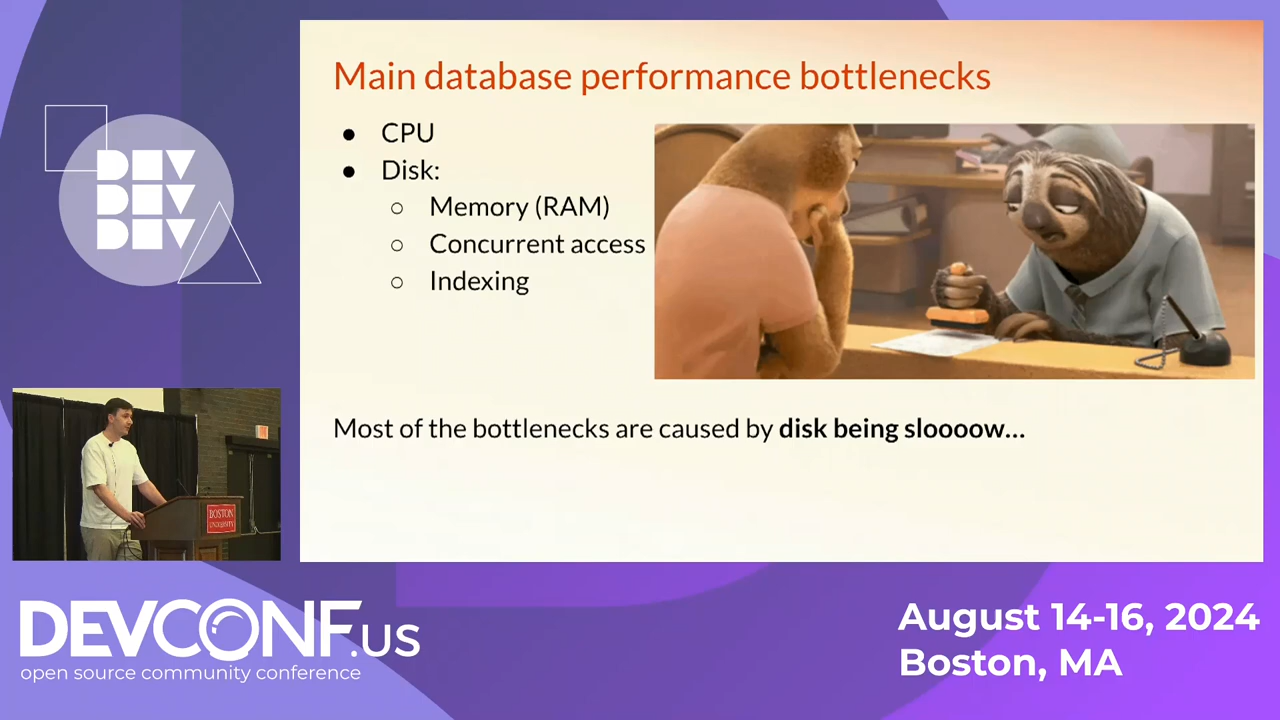 DEV
DEV
DEV
Main database performance bottlenecks
● CPU
● Disk:
○ Memory (RAM)
○ Concurrent access
○ Indexing
Most of the bottlenecks are caused by disk being sloooow...
BOSTON
UNIVERSITY
DEVCONF.US
open source community conference
August 14-16, 2024
Boston, MA